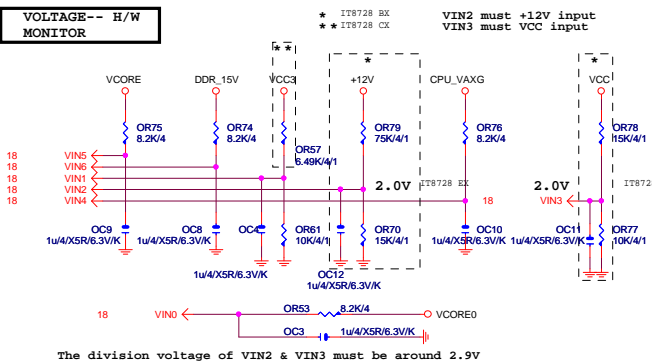 VOLTAGE-- H/W
MONITOR
* IT8728 BX
** IT8728 CX
VIN2 must +12V input
VIN3 must VCC input
**
*
*
VCORE
DDR_15V
VCC3
+12V
CPU_VAXG
VCC
OR75
8.2K/4
OR74
8.2K/4
OR57
6.49K/4/1
OR79
75K/4/1
OR76
8.2K/4
OR78
15K/4/1
18 VIN5
18 VIN6
18 VIN1
18 VIN2
18 VIN4
2.0V
IT8728 EX
18
2.0V
VIN3
IT872
OC9
1u/4/X5R/6.3V/K
OC8
1u/4/X5R/6.3V/K
OC4
1u/4/X5R/6.3V/K
OR61
10K/4/1
OC12
1u/4/X5R/6.3V/K
OR70
15K/4/1
OC10
1u/4/X5R/6.3V/K
OC11
1u/4/X5R/6.3V/K
OR77
10K/4/1
18 VIN0
OR53 8.2K/4
VCORE0
OC3 1u/4/X5R/6.3V/K
The division voltage of VIN2 & VIN3 must be around 2.9V